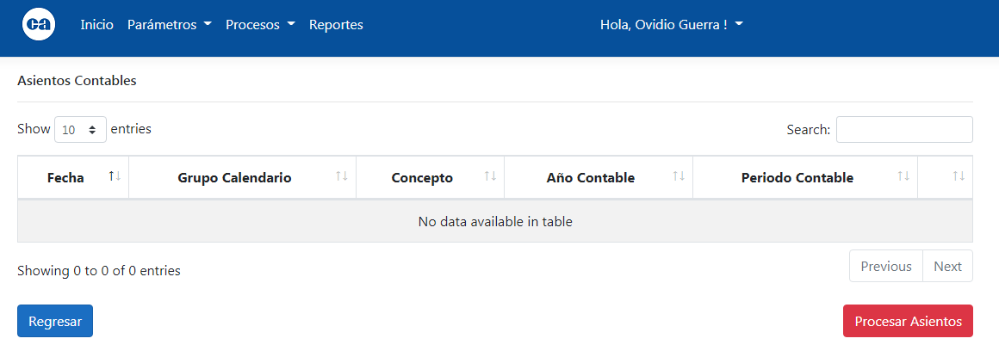 ca Inicio Parámetros Procesos Reportes Hola, Ovidio Guerra !
Asientos Contables
Show 10 entries Search:
Fecha Grupo Calendario Concepto Año Contable Periodo Contable
No data available in table
Showing 0 to 0 of 0 entries Previous Next
Regresar Procesar Asientos